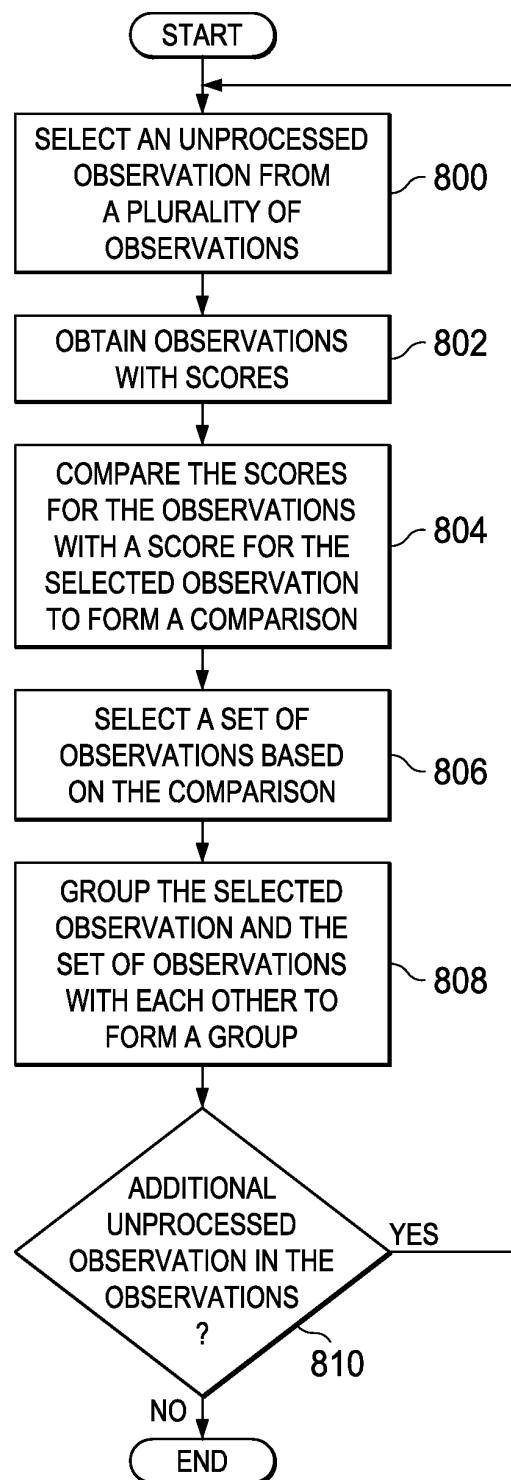 START
SELECT AN UNPROCESSED
OBSERVATION FROM
A PLURALITY OF
OBSERVATIONS
800
OBTAIN OBSERVATIONS
WITH SCORES
802
COMPARE THE SCORES
FOR THE OBSERVATIONS
WITH A SCORE FOR THE
SELECTED OBSERVATION
TO FORM A COMPARISON
804
SELECT A SET OF
OBSERVATIONS BASED
ON THE COMPARISON
806
GROUP THE SELECTED
OBSERVATION AND THE
SET OF OBSERVATIONS
WITH EACH OTHER TO
FORM A GROUP
808
ADDITIONAL
UNPROCESSED
OBSERVATION IN THE
OBSERVATIONS
?
YES
810
NO
END